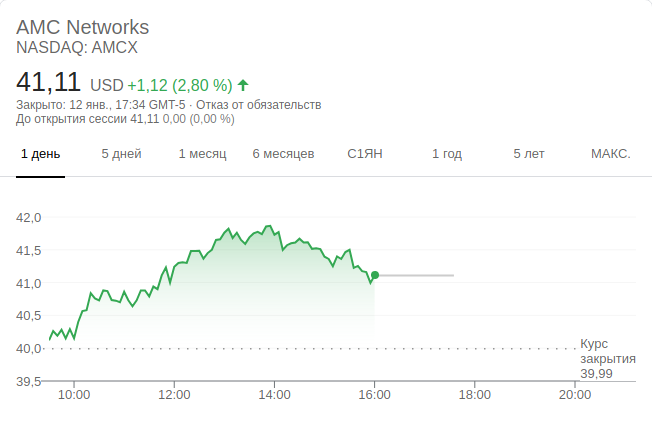 AMC Networks
NASDAQ: AMCX
41,11 USD +1,12 (2,80 %)
Закрыто: 12 янв., 17:34 GMT-5 · Отказ от обязательств
До открытия сессии 41,11 0,00 (0,00 %)
1 день 5 дней 1 месяц 6 месяцев С1ЯН 1 год 5 лет МАКС.
42,0
41,5
41,0
40,5
40,0
Курс
закрытия
39,99
39,5
10:00 12:00 14:00 16:00 18:00 20:00